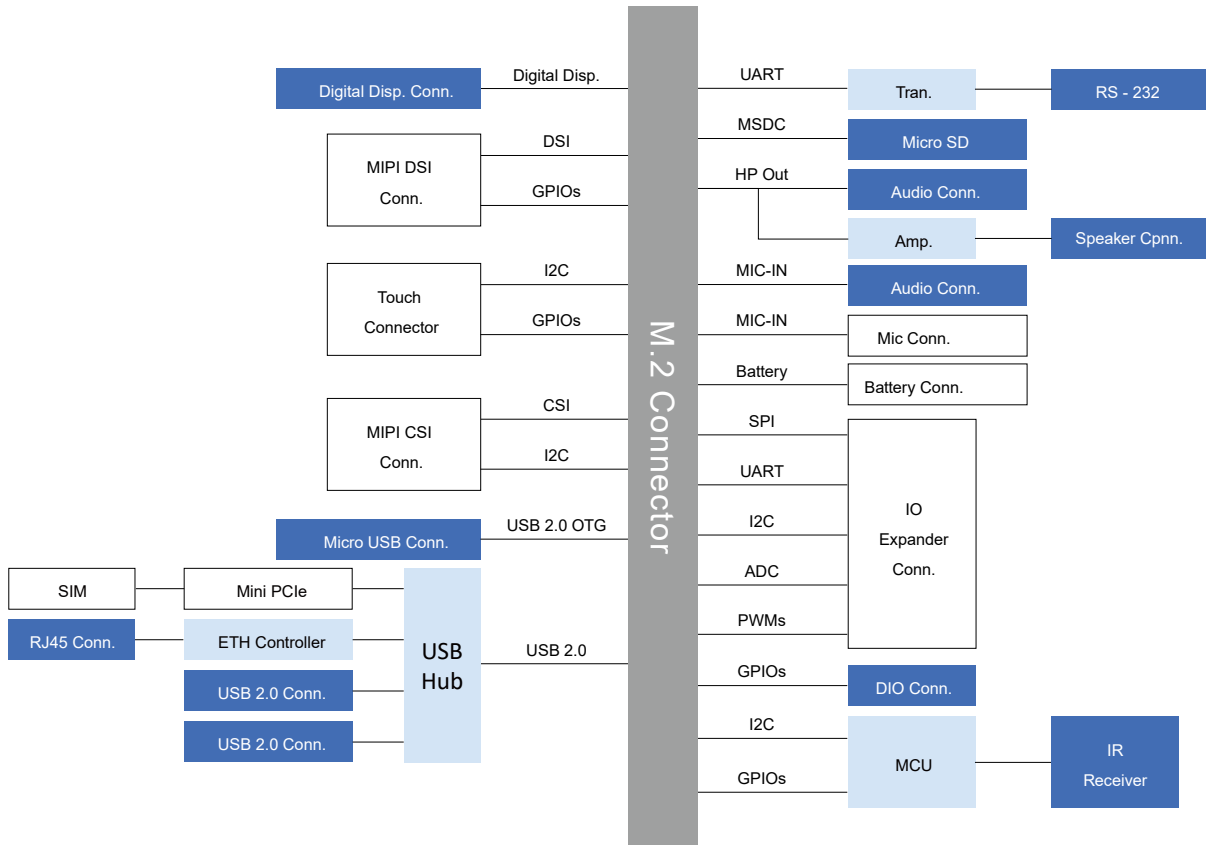 Digital Disp. Conn.
Digital Disp.
MIPI DSI
Conn.
DSI
GPIOs
Touch
Connector
I2C
GPIOs
MIPI CSI
Conn.
CSI
I2C
Micro USB Conn.
USB 2.0 OTG
SIM
Mini PCIe
RJ45 Conn.
ETH Controller
USB 2.0 Conn.
USB 2.0 Conn.
USB
Hub
USB 2.0
M.2 Connector
UART
Tran.
RS - 232
MSDC
Micro SD
HP Out
Audio Conn.
Amp.
Speaker Cpnn.
MIC-IN
Audio Conn.
MIC-IN
Mic Conn.
Battery
Battery Conn.
SPI
UART
I2C
ADC
PWMs
IO
Expander
Conn.
GPIOs
DIO Conn.
I2C
GPIOs
MCU
IR
Receiver